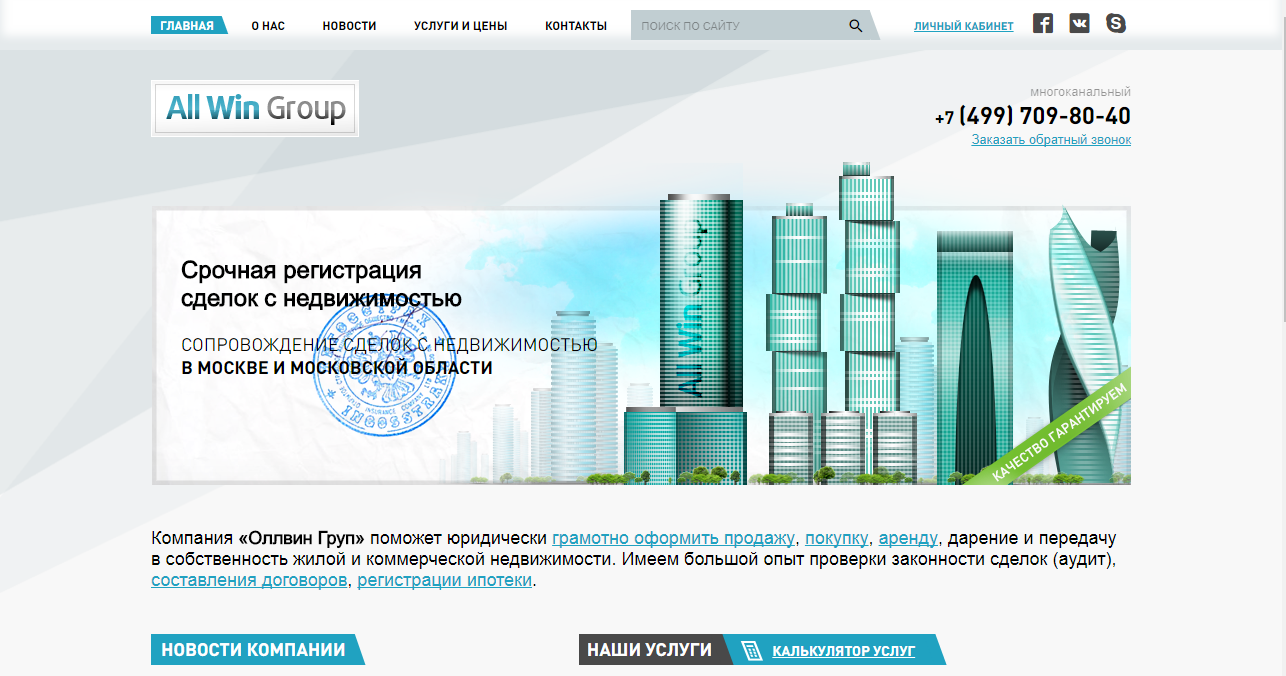 ГЛАВНАЯ
О НАС
НОВОСТИ
УСЛУГИ И ЦЕНЫ
КОНТАКТЫ
ПОИСК ПО САЙТУ
ЛИЧНЫЙ КАБИНЕТ
All Win Group
многоканальный
+7 (499) 709-80-40
Заказать обратный звонок
Срочная регистрация
сделок с недвижимостью
СОПРОВОЖДЕНИЕ СДЕЛОК С НЕДВИЖИМОСТЬЮ
В МОСКВЕ И МОСКОВСКОЙ ОБЛАСТИ
INGOSSTRAKH
All Win Group
КАЧЕСТВО ГАРАНТИРУЕМ
Компания «Оллвин Груп» поможет юридически грамотно оформить продажу, покупку, аренду, дарение и передачу
в собственность жилой и коммерческой недвижимости. Имеем большой опыт проверки законности сделок (аудит),
составления договоров, регистрации ипотеки.
НОВОСТИ КОМПАНИИ
НАШИ УСЛУГИ
КАЛЬКУЛЯТОР УСЛУГ